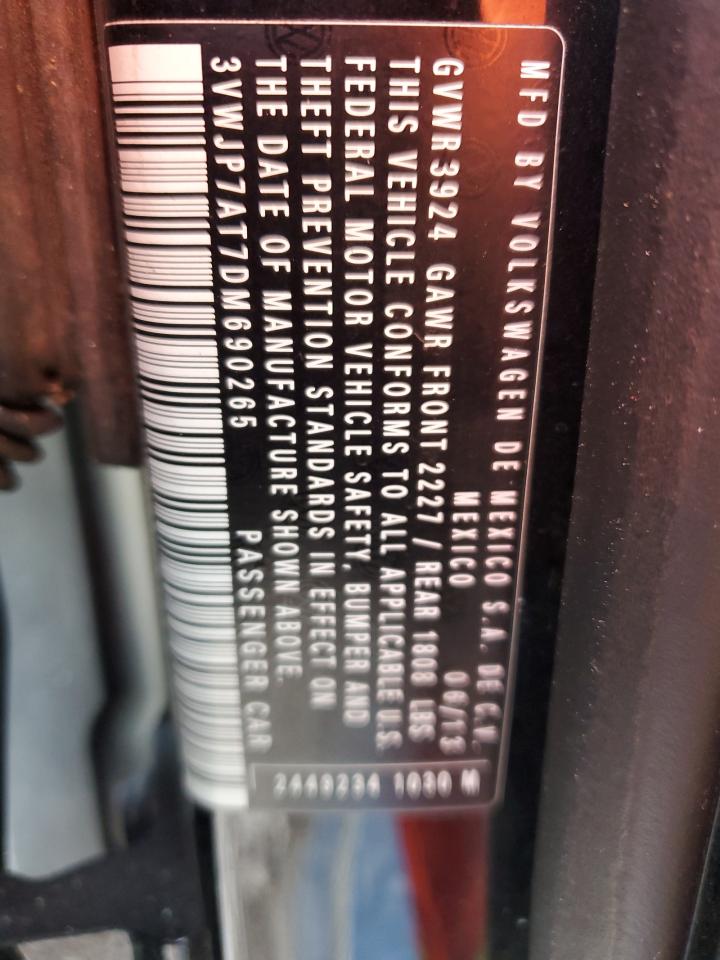 MFD BY VOLKSWAGEN DE MEXICO S.A. DE C.V.
MEXICO 06/13
GVWR 3924 GAWR FRONT 2227 / REAR 1808 LBS
THIS VEHICLE CONFORMS TO ALL APPLICABLE U.S.
FEDERAL MOTOR VEHICLE SAFETY, BUMPER AND
THEFT PREVENTION STANDARDS IN EFFECT ON
THE DATE OF MANUFACTURE SHOWN ABOVE.
3VWJP7AT7DM690265 PASSENGER CAR
2449234 1030 M